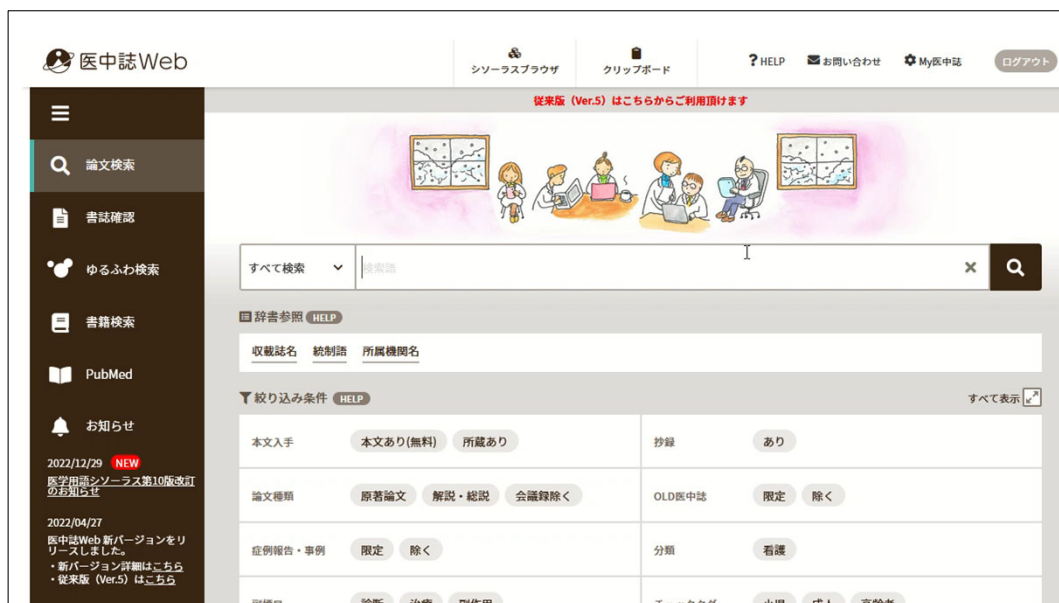 医中誌Web
シソーラスブラウザ
クリップボード
? HELP
お問い合わせ
My医中誌
ログアウト
従来版（Ver.5）はこちらからご利用頂けます
論文検索
書誌確認
ゆるふわ検索
書籍検索
PubMed
お知らせ
2022/12/29 NEW
医学用語シソーラス第10版改訂
のお知らせ
2022/04/27
医中誌Web 新バージョンをリ
リースしました。
・新バージョン詳細はこちら
・従来版（Ver.5）はこちら
すべて検索
検索語
辞書参照 HELP
収載誌名 統制語 所属機関名
絞り込み条件 HELP
すべて表示
本文入手 本文あり(無料) 所蔵あり
抄録 あり
論文種類 原著論文 解説・総説 会議録除く
OLD医中誌 限定 除く
症例報告・事例 限定 除く
分類 看護
診断 治療 副作用
チェックタグ 小児 成人 高齢者